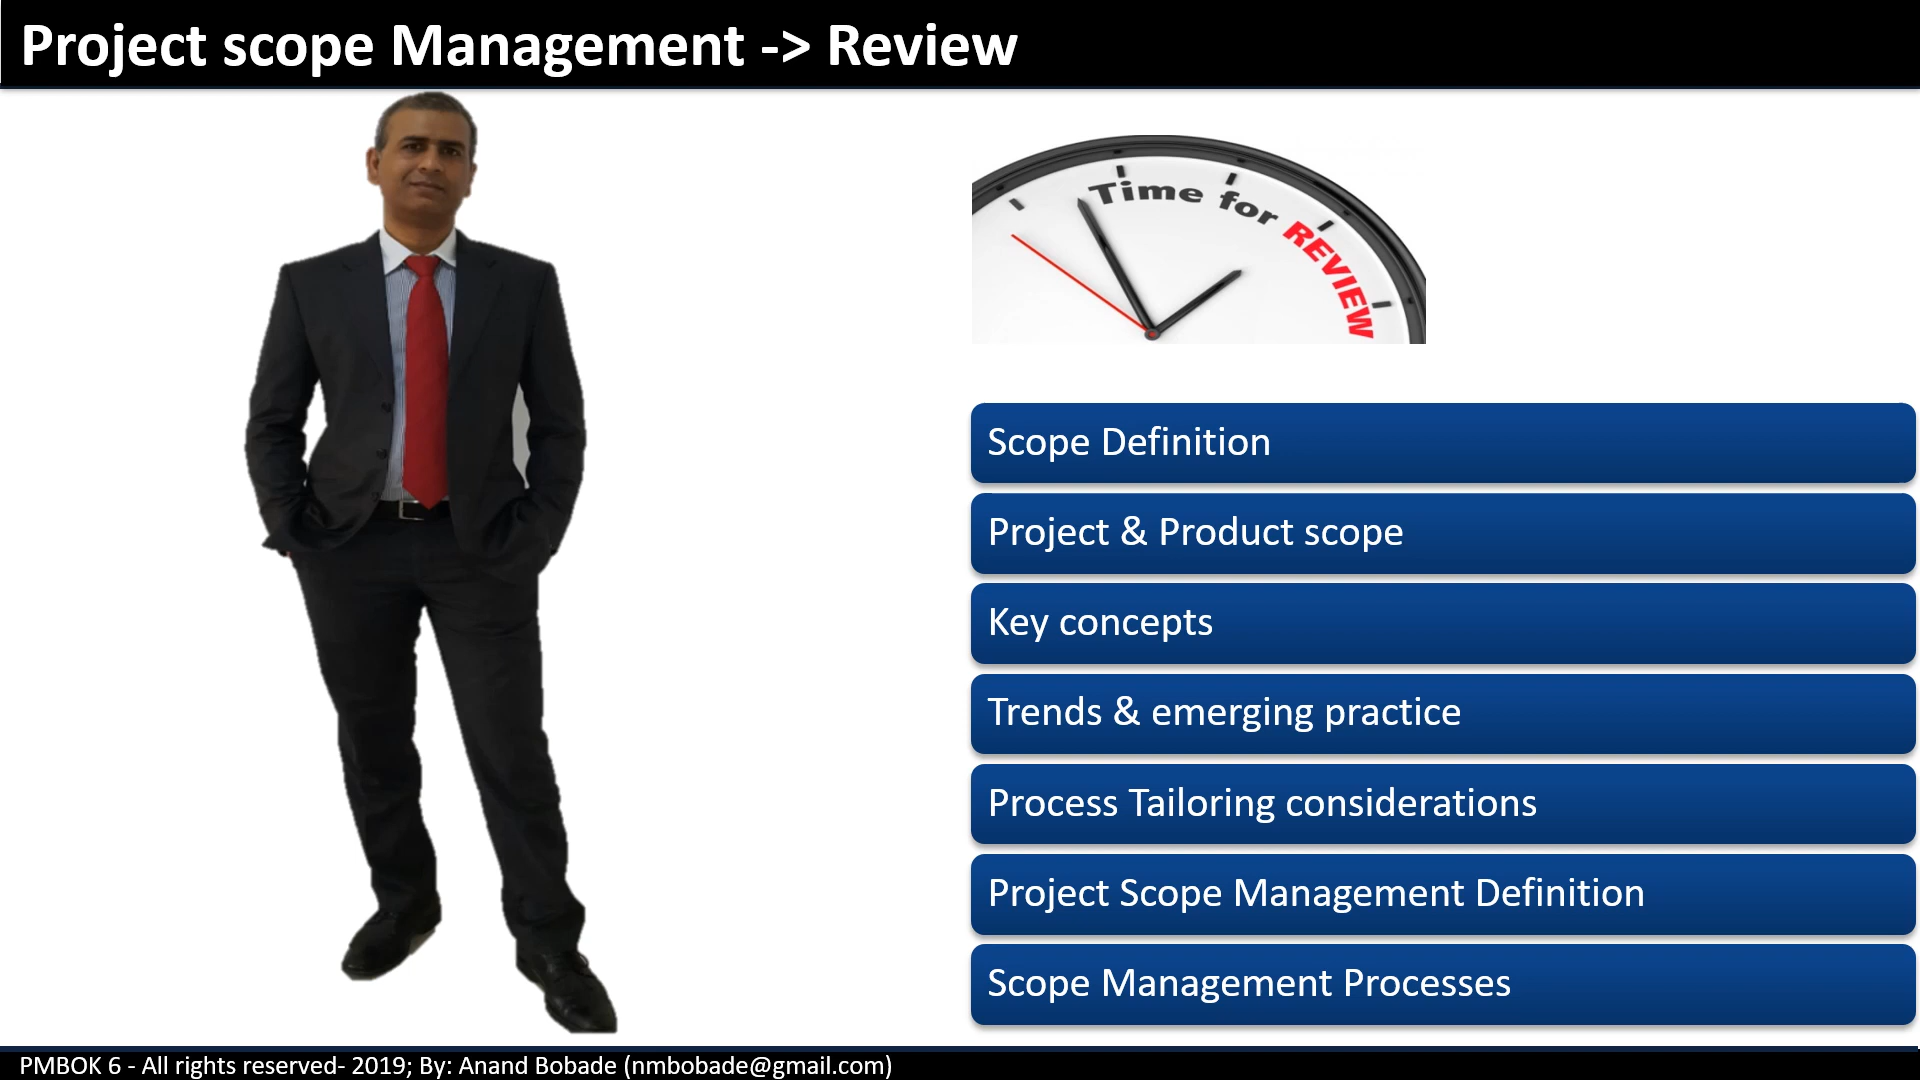 Project scope Management -> Review
Time for REVIEW
Scope Definition
Project & Product scope
Key concepts
Trends & emerging practice
Process Tailoring considerations
Project Scope Management Definition
Scope Management Processes
PMBOK 6 - All rights reserved- 2019; By: Anand Bobade (nmbobade@gmail.com)